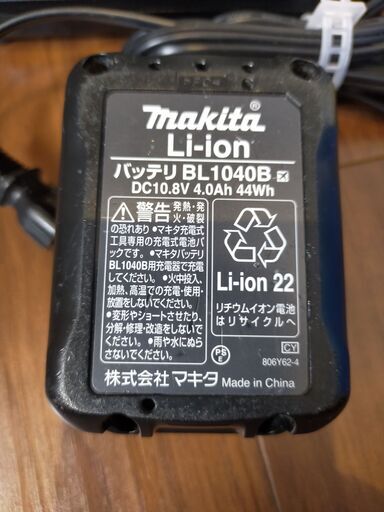 makita®
Li-ion
バッテリ BL1040B
DC10.8V 4.0Ah 44Wh
警告 発熱・発火・破裂
の恐れあり ・マキタ充電式
工具専用の充電式電池パ
ックです。・マキタバッテリ
BL1040B用充電器で充電
してください。・火中投入、
加熱、高温での充電・使用・
放置をしないでください。
・変形やショートさせたり、
分解・修理・改造をしないで
ください。・雨や水にぬら
さないでください。
Li-ion 22
リチウムイオン電池
はリサイクルへ
PSE
CY
806Y62-4
株式会社マキタ Made in China